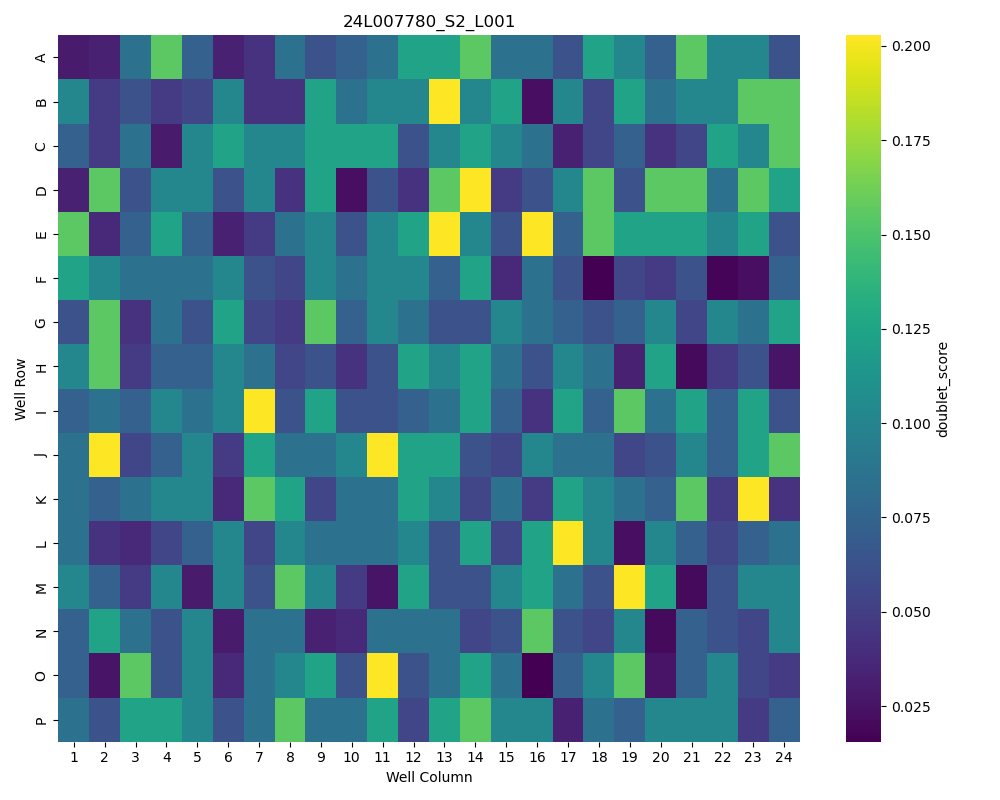 24L007780_S2_L001
Well Row
A
B
C
D
E
F
G
H
I
J
K
L
M
N
O
P
1 2 3 4 5 6 7 8 9 10 11 12 13 14 15 16 17 18 19 20 21 22 23 24
Well Column
0.200
0.175
0.150
0.125
0.100
0.075
0.050
0.025
doublet_score